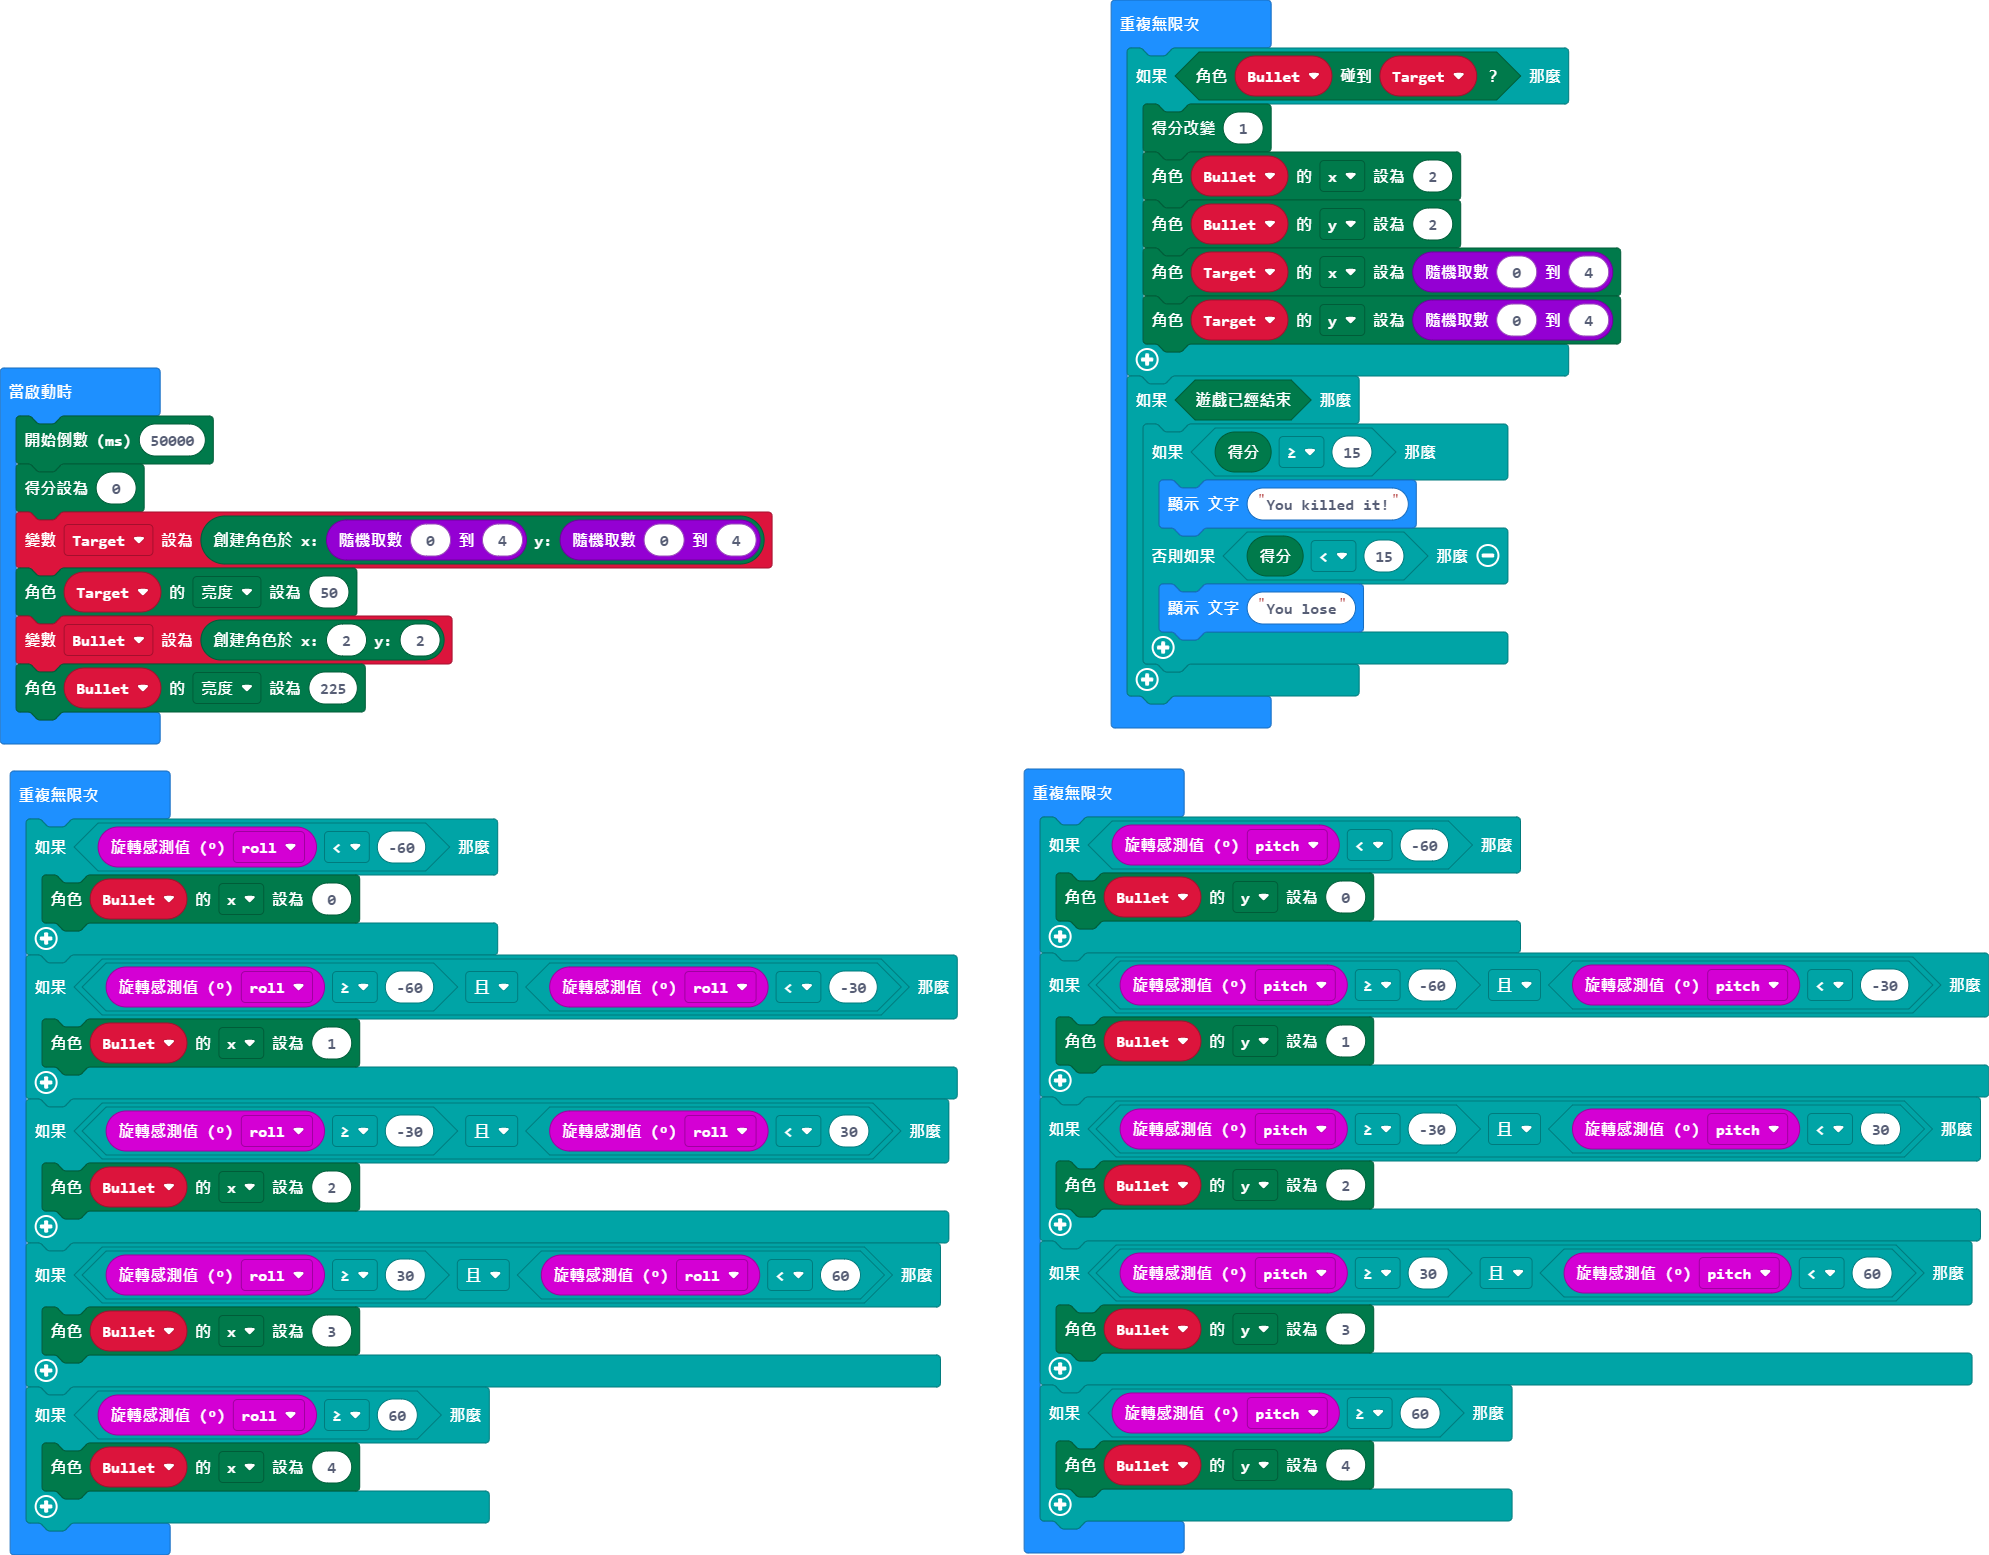 當啟動時
開始倒數 (ms) 50000
得分設為 0
變數 Target 設為 創建角色於 x: 隨機取數 0 到 4 y: 隨機取數 0 到 4
角色 Target 的 亮度 設為 50
變數 Bullet 設為 創建角色於 x: 2 y: 2
角色 Bullet 的 亮度 設為 225
重複無限次
如果 角色 Bullet 碰到 Target ? 那麼
得分改變 1
角色 Bullet 的 x 設為 2
角色 Bullet 的 y 設為 2
角色 Target 的 x 設為 隨機取數 0 到 4
角色 Target 的 y 設為 隨機取數 0 到 4
如果 遊戲已經結束 那麼
如果 得分 ≥ 15 那麼
顯示 文字 "You killed it!"
否則如果 得分 < 15 那麼
顯示 文字 "You lose"
重複無限次
如果 旋轉感測值 (º) roll < -60 那麼
角色 Bullet 的 x 設為 0
如果 旋轉感測值 (º) roll ≥ -60 且 旋轉感測值 (º) roll < -30 那麼
角色 Bullet 的 x 設為 1
如果 旋轉感測值 (º) roll ≥ -30 且 旋轉感測值 (º) roll < 30 那麼
角色 Bullet 的 x 設為 2
如果 旋轉感測值 (º) roll ≥ 30 且 旋轉感測值 (º) roll < 60 那麼
角色 Bullet 的 x 設為 3
如果 旋轉感測值 (º) roll ≥ 60 那麼
角色 Bullet 的 x 設為 4
重複無限次
如果 旋轉感測值 (º) pitch < -60 那麼
角色 Bullet 的 y 設為 0
如果 旋轉感測值 (º) pitch ≥ -60 且 旋轉感測值 (º) pitch < -30 那麼
角色 Bullet 的 y 設為 1
如果 旋轉感測值 (º) pitch ≥ -30 且 旋轉感測值 (º) pitch < 30 那麼
角色 Bullet 的 y 設為 2
如果 旋轉感測值 (º) pitch ≥ 30 且 旋轉感測值 (º) pitch < 60 那麼
角色 Bullet 的 y 設為 3
如果 旋轉感測值 (º) pitch ≥ 60 那麼
角色 Bullet 的 y 設為 4